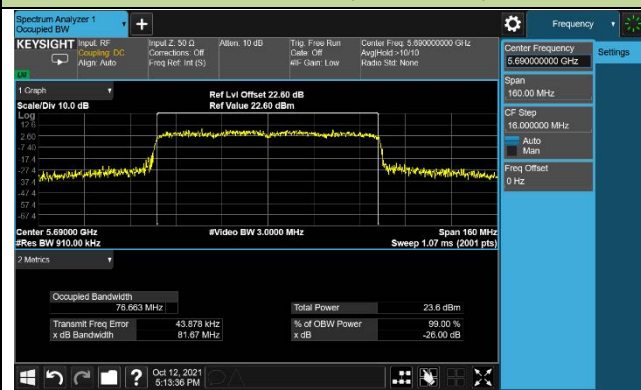 Spectrum Analyzer 1
Occupied BW
Frequency
KEYSIGHT
Input: RF
Coupling: DC
Align: Auto
Input Z: 50 Ω
Corrections: Off
Freq Ref: Int (S)
Atten: 10 dB
Trig: Free Run
Gate: Off
#IF Gain: Low
Center Freq: 5.690000000 GHz
Avg|Hold:>10/10
Radio Std: None
Center Frequency
5.690000000 GHz
Settings
Span
160.00 MHz
CF Step
16.000000 MHz
Auto
Man
Freq Offset
0 Hz
1 Graph
Scale/Div 10.0 dB
Ref Lvl Offset 22.60 dB
Ref Value 22.60 dBm
Log
12.6
2.60
-7.40
-17.4
-27.4
-37.4
-47.4
-57.4
-67.4
Center 5.69000 GHz
#Video BW 3.0000 MHz
Span 160 MHz
#Res BW 910.00 kHz
Sweep 1.07 ms (2001 pts)
2 Metrics
Occupied Bandwidth
76.663 MHz
Total Power
23.6 dBm
Transmit Freq Error
43.878 kHz
% of OBW Power
99.00 %
x dB Bandwidth
81.67 MHz
x dB
-26.00 dB
Oct 12, 2021
5:13:36 PM